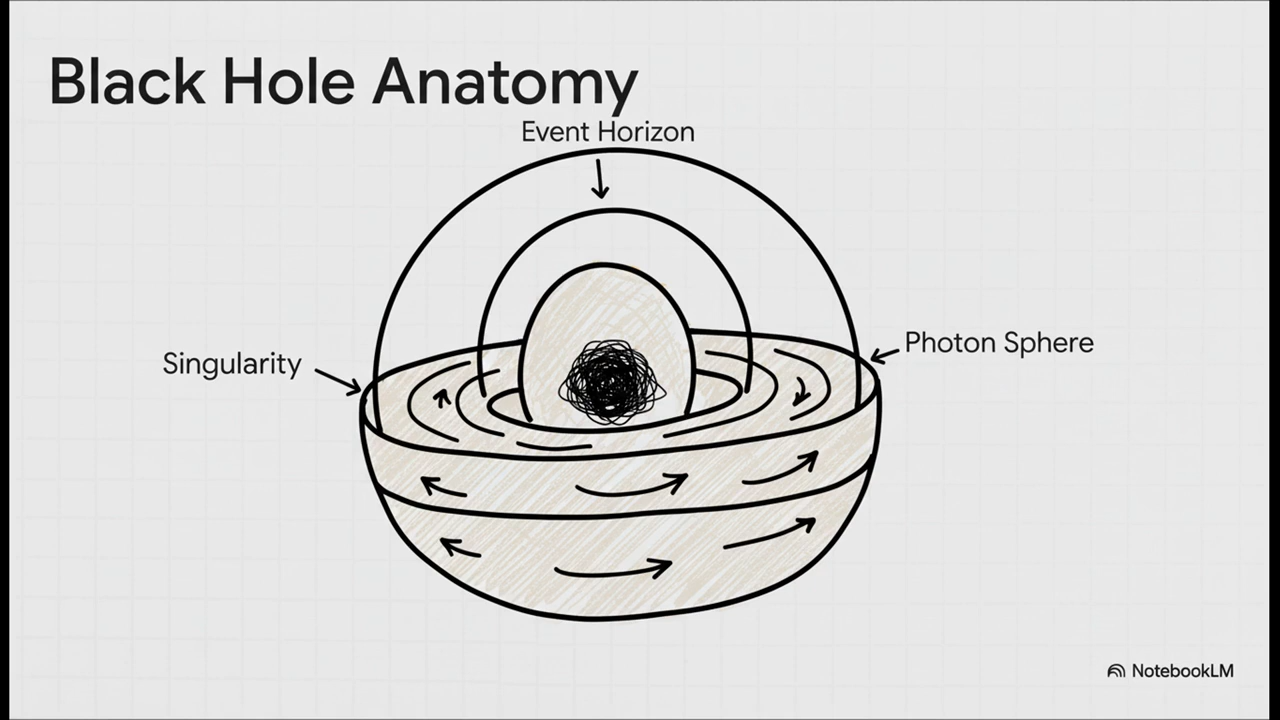 Black Hole Anatomy
Event Horizon
Photon Sphere
Singularity
NotebookLM